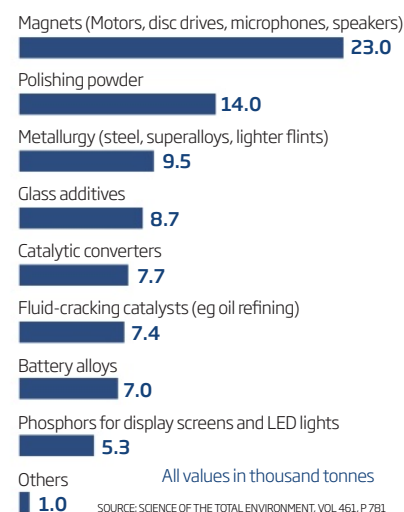 Magnets (Motors, disc drives, microphones, speakers)
23.0
Polishing powder
14.0
Metallurgy (steel, superalloys, lighter flints)
9.5
Glass additives
8.7
Catalytic converters
7.7
Fluid-cracking catalysts (eg oil refining)
7.4
Battery alloys
7.0
Phosphors for display screens and LED lights
5.3
Others
All values in thousand tonnes
1.0
SOURCE: SCIENCE OF THE TOTAL ENVIRONMENT, VOL 461, P 781